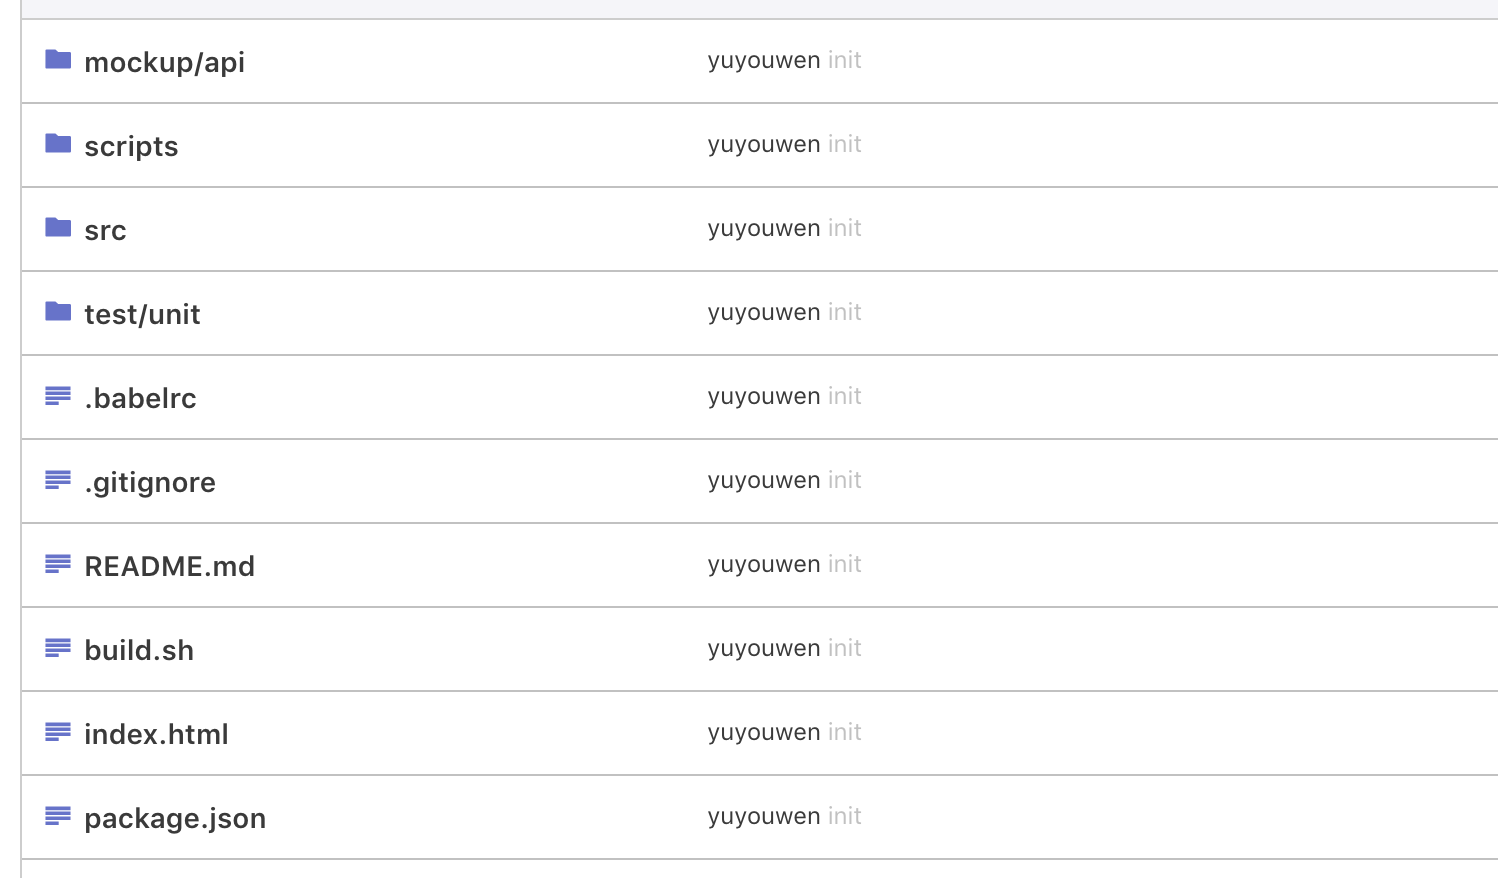 mockup/api yuyouwen init
scripts yuyouwen init
src yuyouwen init
test/unit yuyouwen init
.babelrc yuyouwen init
.gitignore yuyouwen init
README.md yuyouwen init
build.sh yuyouwen init
index.html yuyouwen init
package.json yuyouwen init